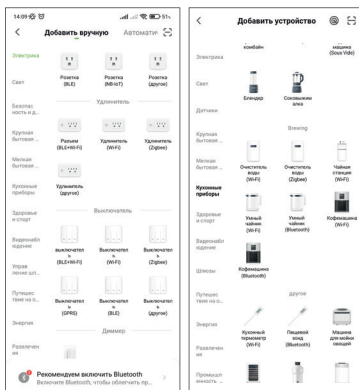 14:09
51%
Добавить вручную Автоматич
Электрика
Свет
Безопас
ность и д...
Крупная
бытовая ...
Мелкая
бытовая ...
Кухонные
приборы
Здоровье
и спорт
Видеонабл
юдение
Управ
ление шл...
Путешес
твие на о...
Энергия
Развлечен
ия
Розетка
(BLE)
Розетка
(NB-IoT)
Розетка
(другое)
Удлинитель
Разъем
(BLE+Wi-Fi)
Удлинитель
(Wi-Fi)
Удлинитель
(Zigbee)
Удлинитель
(другое)
Выключатель
выключател
ь
(BLE+Wi-Fi)
Выключател
ь
(Wi-Fi)
выключател
ь
(Zigbee)
Выключател
ь
(GPRS)
Выключател
ь
(BLE)
Выключател
ь
(другое)
Диммер
Рекомендуем включить Bluetooth
Включите Bluetooth, чтобы облегчить пр...
Добавить устройство
Электрика
Свет
Датчики
Крупная
бытовая ...
Мелкая
бытовая ...
Кухонные
приборы
Здоровье
и спорт
Видеонабл
юдение
Шлюзы
Путешес
твие на о...
Энергия
Развлечен
ия
Промышл
енность ...
комбайн
машина
(Sous Vide)
Блендер
Соковыжим
алка
Brewing
Очиститель
воды
(Wi-Fi)
Очиститель
воды
(Zigbee)
Чайная
станция
(Wi-Fi)
Умный
чайник
(Wi-Fi)
Умный
чайник
(Bluetooth)
Кофемашина
(Wi-Fi)
Кофемашина
(Bluetooth)
другое
Кухонный
термометр
(Wi-Fi)
Пищевой
зонд
(Bluetooth)
Машина
для мойки
овощей